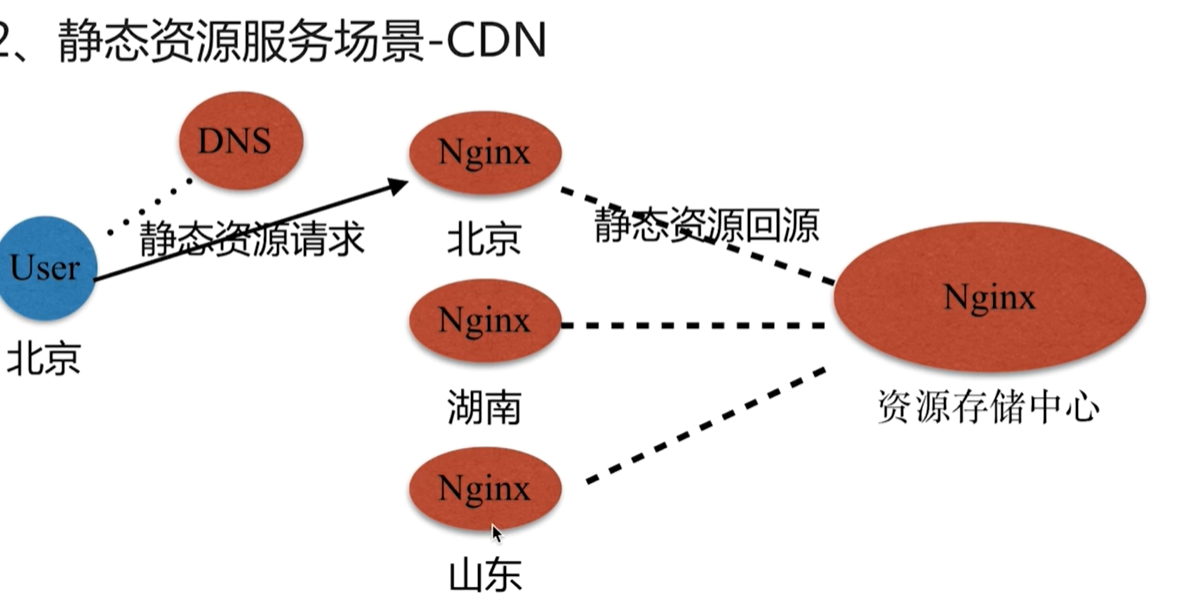 2、静态资源服务场景-CDN
DNS
Nginx
静态资源请求
北京
静态资源回源
User
北京
Nginx
湖南
Nginx
资源存储中心
Nginx
山东